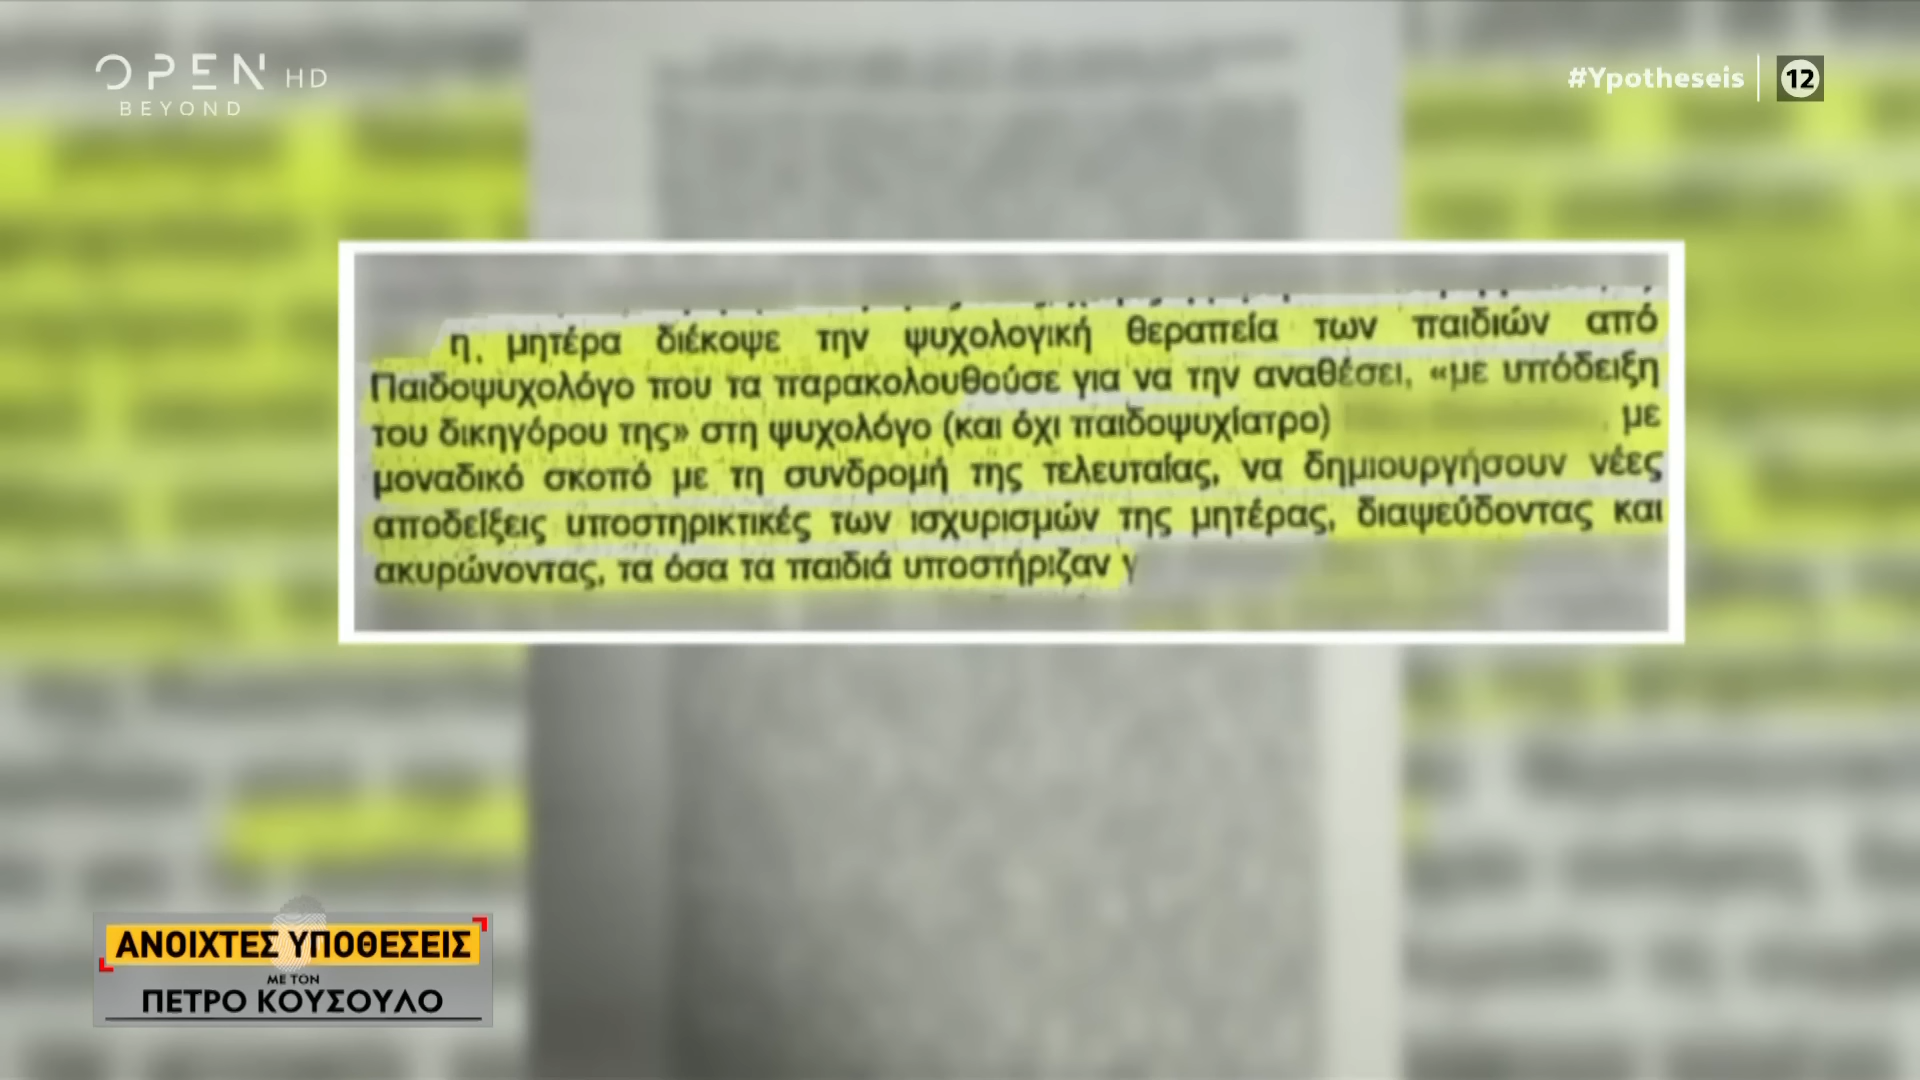 OPEN HD
BEYOND
#Ypotheseis 12
η. μητέρα διέκοψε την ψυχολογική θεραπεία των παιδιών από
Παιδοψυχολόγο που τα παρακολουθούσε για να την αναθέσει, «με υπόδειξη
του δικηγόρου της» στη ψυχολόγο (και όχι παιδοψυχίατρο) με
μοναδικό σκοπό με τη συνδρομή της τελευταίας, να δημιουργήσουν νέες
αποδείξεις υποστηρικτικές των ισχυρισμών της μητέρας, διαψεύδοντας και
ακυρώνοντας, τα όσα τα παιδιά υποστήριζαν γ
ΑΝΟΙΧΤΕΣ ΥΠΟΘΕΣΕΙΣ
ΜΕ ΤΟΝ
ΠΕΤΡΟ ΚΟΥΣΟΥΛΟ